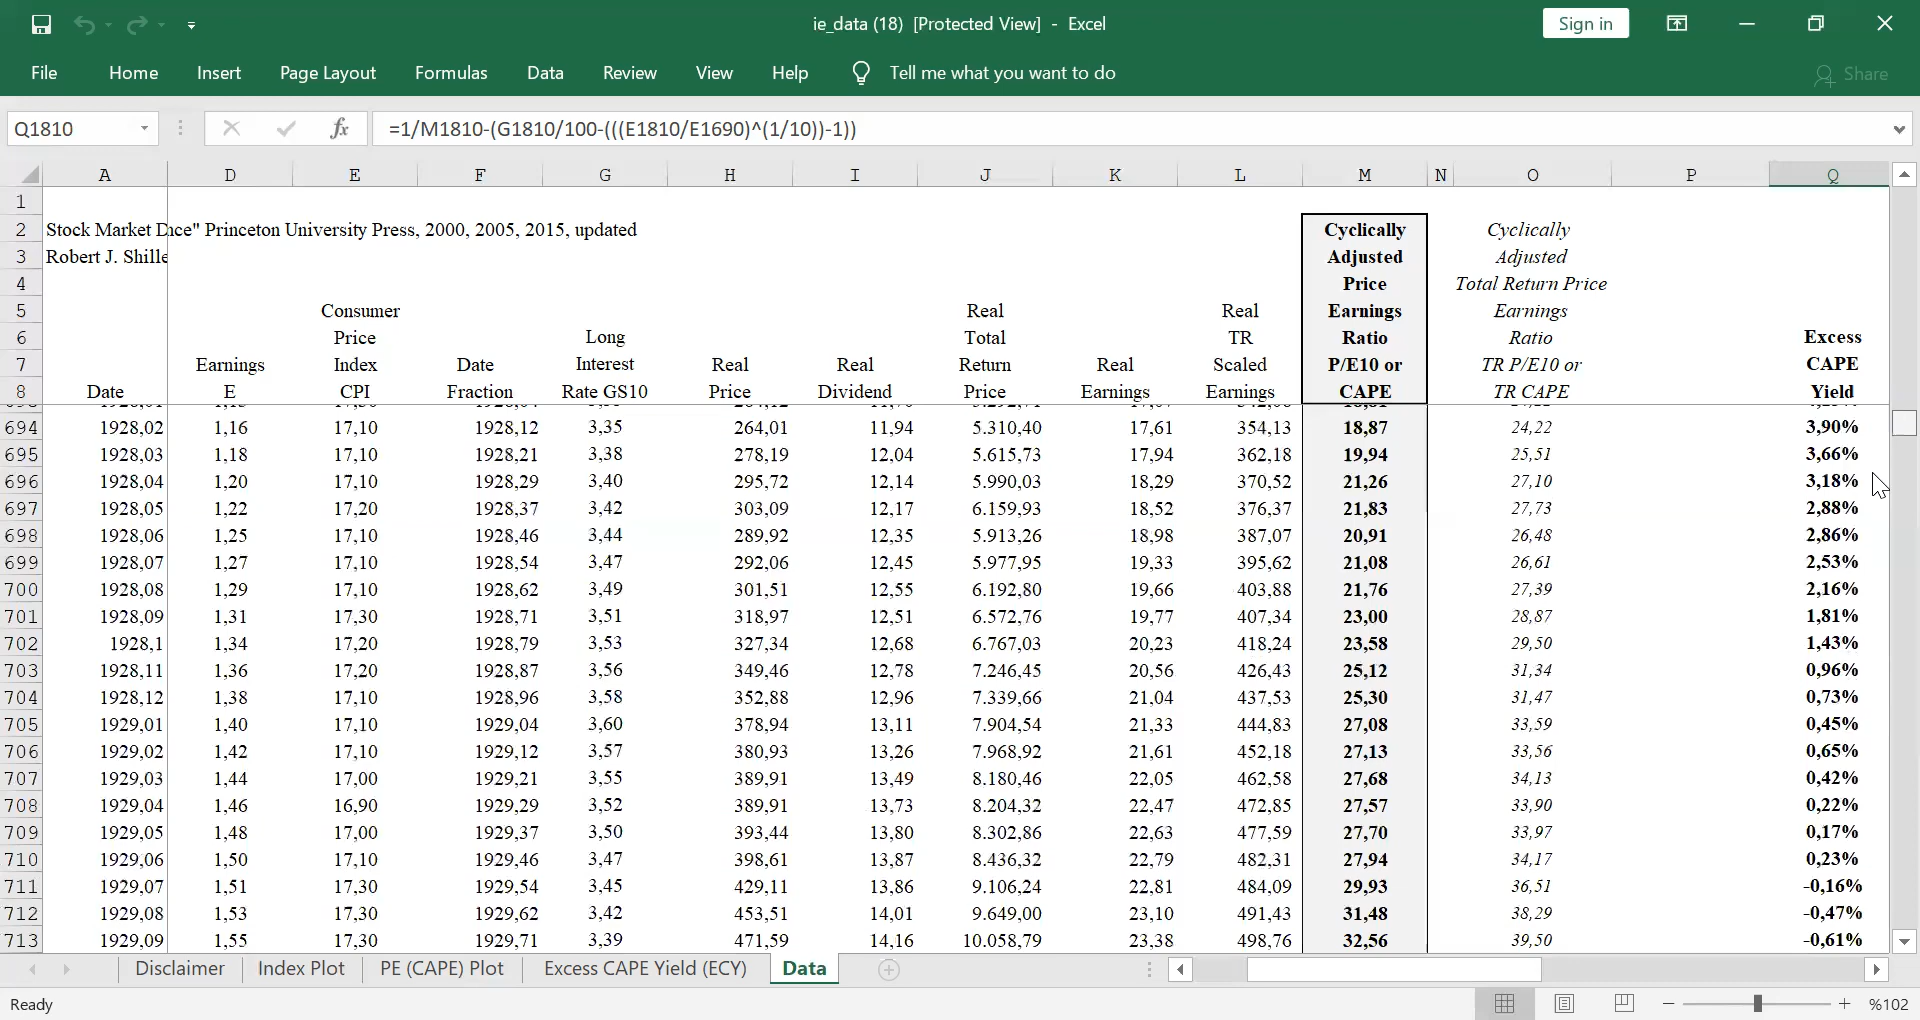 ie_data (18) [Protected View] - Excel
Sign in
File Home Insert Page Layout Formulas Data Review View Help Tell me what you want to do Share
Q1810 fx =1/M1810-(G1810/100-(((E1810/E1690)^(1/10))-1))
A D E F G H I J K L M N O P Q
1
2 Stock Market Dnce" Princeton University Press, 2000, 2005, 2015, updated Cyclically Cyclically
3 Robert J. Shille Adjusted Adjusted
4 Price Total Return Price
5 Consumer Real Real Earnings Earnings
6 Price Long Total TR Ratio Ratio Excess
7 Earnings Index Date Interest Real Real Return Real Scaled P/E10 or TR P/E10 or CAPE
8 Date E CPI Fraction Rate GS10 Price Dividend Price Earnings Earnings CAPE TR CAPE Yield
694 1928,02 1,16 17,10 1928,12 3,35 264,01 11,94 5.310,40 17,61 354,13 18,87 24,22 3,90%
695 1928,03 1,18 17,10 1928,21 3,38 278,19 12,04 5.615,73 17,94 362,18 19,94 25,51 3,66%
696 1928,04 1,20 17,10 1928,29 3,40 295,72 12,14 5.990,03 18,29 370,52 21,26 27,10 3,18%
697 1928,05 1,22 17,20 1928,37 3,42 303,09 12,17 6.159,93 18,52 376,37 21,83 27,73 2,88%
698 1928,06 1,25 17,10 1928,46 3,44 289,92 12,35 5.913,26 18,98 387,07 20,91 26,48 2,86%
699 1928,07 1,27 17,10 1928,54 3,47 292,06 12,45 5.977,95 19,33 395,62 21,08 26,61 2,53%
700 1928,08 1,29 17,10 1928,62 3,49 301,51 12,55 6.192,80 19,66 403,88 21,76 27,39 2,16%
701 1928,09 1,31 17,30 1928,71 3,51 318,97 12,51 6.572,76 19,77 407,34 23,00 28,87 1,81%
702 1928,1 1,34 17,20 1928,79 3,53 327,34 12,68 6.767,03 20,23 418,24 23,58 29,50 1,43%
703 1928,11 1,36 17,20 1928,87 3,56 349,46 12,78 7.246,45 20,56 426,43 25,12 31,34 0,96%
704 1928,12 1,38 17,10 1928,96 3,58 352,88 12,96 7.339,66 21,04 437,53 25,30 31,47 0,73%
705 1929,01 1,40 17,10 1929,04 3,60 378,94 13,11 7.904,54 21,33 444,83 27,08 33,59 0,45%
706 1929,02 1,42 17,10 1929,12 3,57 380,93 13,26 7.968,92 21,61 452,18 27,13 33,56 0,65%
707 1929,03 1,44 17,00 1929,21 3,55 389,91 13,49 8.180,46 22,05 462,58 27,68 34,13 0,42%
708 1929,04 1,46 16,90 1929,29 3,52 389,91 13,73 8.204,32 22,47 472,85 27,57 33,90 0,22%
709 1929,05 1,48 17,00 1929,37 3,50 393,44 13,80 8.302,86 22,63 477,59 27,70 33,97 0,17%
710 1929,06 1,50 17,10 1929,46 3,47 398,61 13,87 8.436,32 22,79 482,31 27,94 34,17 0,23%
711 1929,07 1,51 17,30 1929,54 3,45 429,11 13,86 9.106,24 22,81 484,09 29,93 36,51 -0,16%
712 1929,08 1,53 17,30 1929,62 3,42 453,51 14,01 9.649,00 23,10 491,43 31,48 38,29 -0,47%
713 1929,09 1,55 17,30 1929,71 3,39 471,59 14,16 10.058,79 23,38 498,76 32,56 39,50 -0,61%
Disclaimer Index Plot PE (CAPE) Plot Excess CAPE Yield (ECY) Data
Ready %102